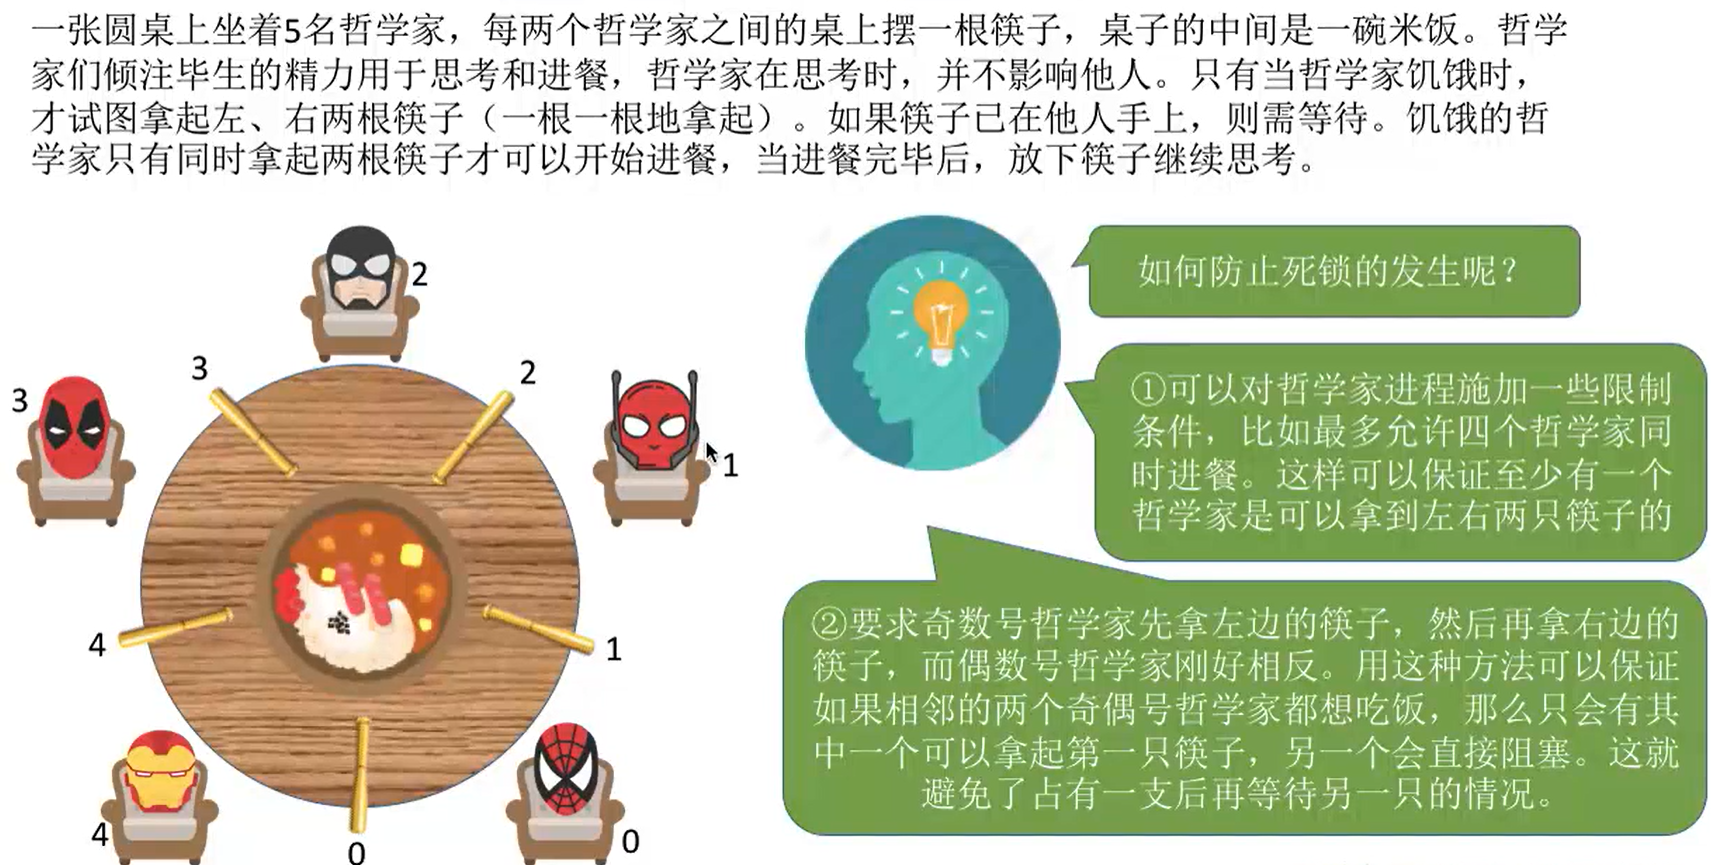 一张圆桌上坐着5名哲学家，每两个哲学家之间的桌上摆一根筷子，桌子的中间是一碗米饭。哲学
家们倾注毕生的精力用于思考和进餐，哲学家在思考时，并不影响他人。只有当哲学家饥饿时，
才试图拿起左、右两根筷子（一根一根地拿起）。如果筷子已在他人手上，则需等待。饥饿的哲
学家只有同时拿起两根筷子才可以开始进餐，当进餐完毕后，放下筷子继续思考。
2
3
2
3
1
4
1
4
0
0
如何防止死锁的发生呢？
①可以对哲学家进程施加一些限制
条件，比如最多允许四个哲学家同
时进餐。这样可以保证至少有一个
哲学家是可以拿到左右两只筷子的
②要求奇数号哲学家先拿左边的筷子，然后再拿右边的
筷子，而偶数号哲学家刚好相反。用这种方法可以保证
如果相邻的两个奇偶号哲学家都想吃饭，那么只会有其
中一个可以拿起第一只筷子，另一个会直接阻塞。这就
避免了占有一支后再等待另一只的情况。